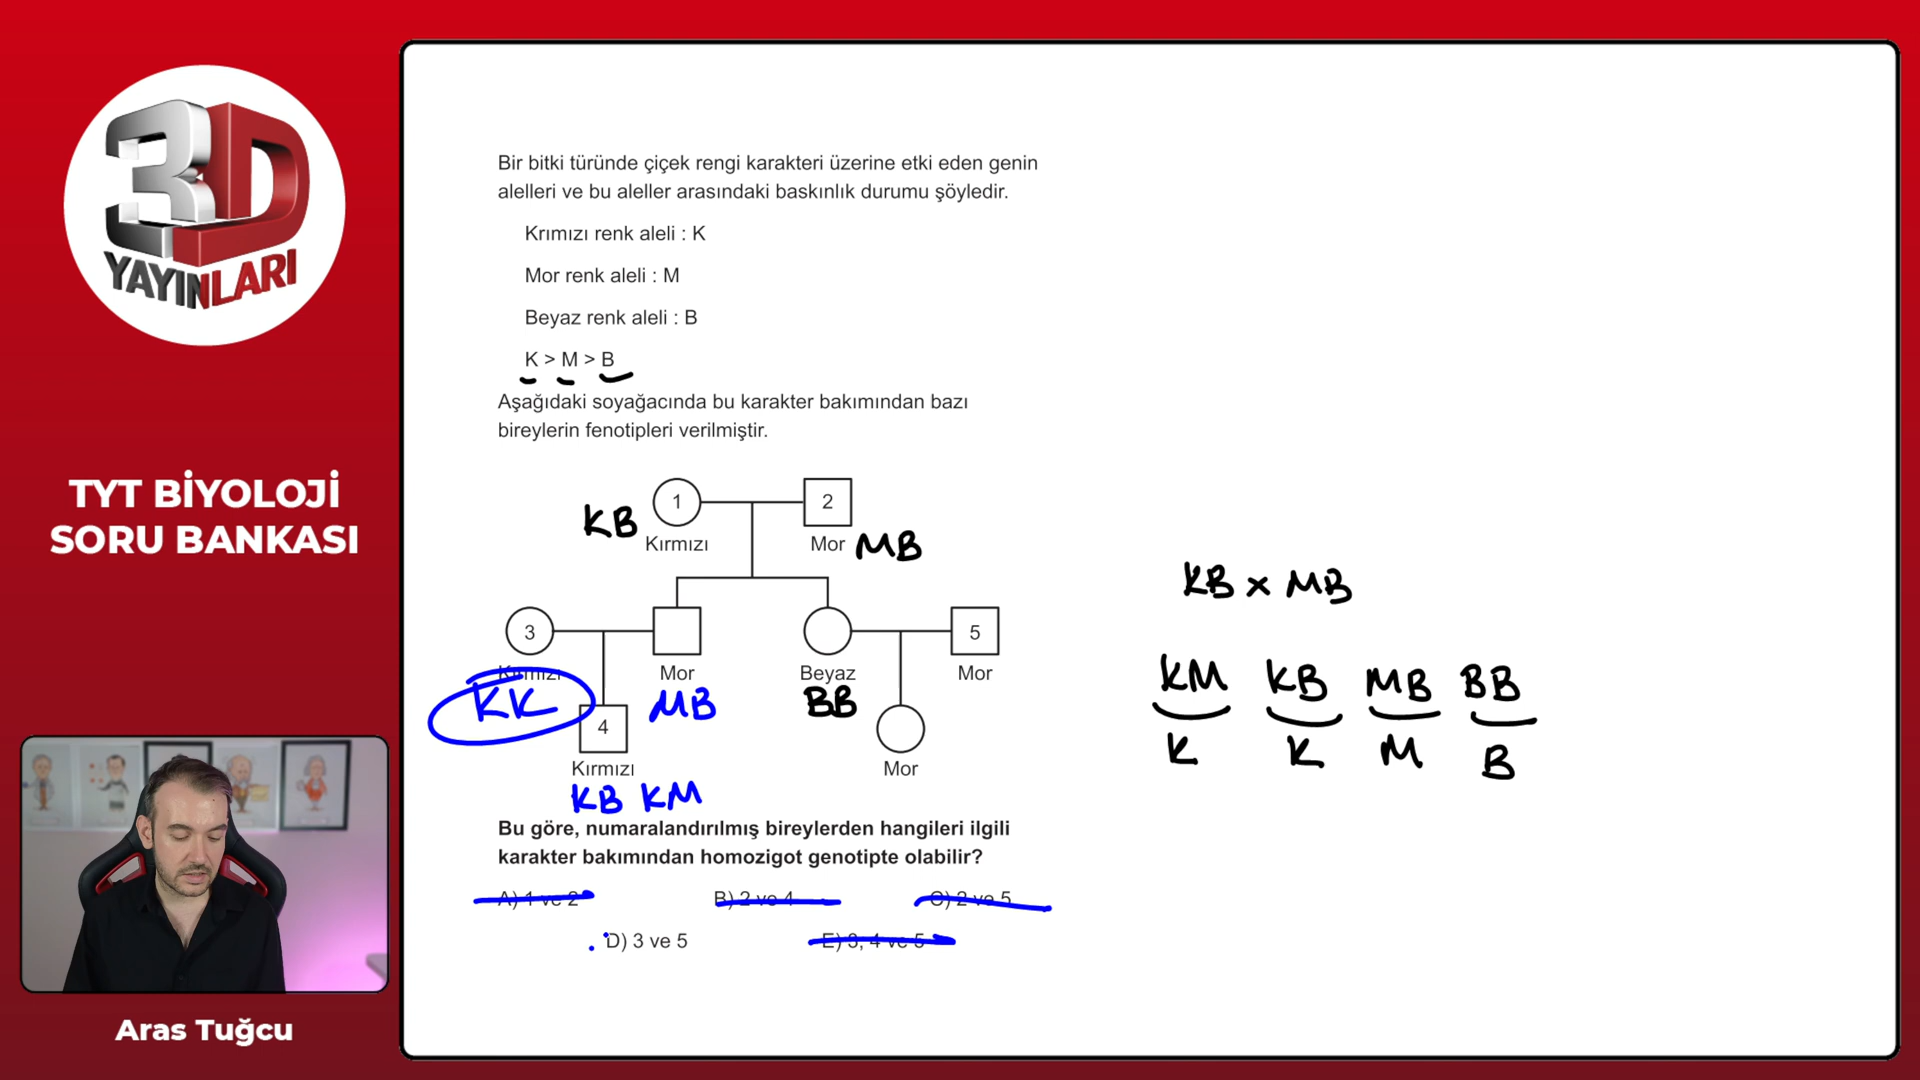 3D
YAYINLARI
TYT BİYOLOJİ
SORU BANKASI
Aras Tuğcu
Bir bitki türünde çiçek rengi karakteri üzerine etki eden genin
alelleri ve bu aleller arasındaki baskınlık durumu şöyledir.
Krımızı renk aleli : K
Mor renk aleli : M
Beyaz renk aleli : B
K > M > B
Aşağıdaki soyağacında bu karakter bakımından bazı
bireylerin fenotipleri verilmiştir.
1 2
KB Kırmızı Mor MB
3 5
Kırmızı Mor Beyaz Mor
KK MB BB
4
Kırmızı Mor
KB KM
Bu göre, numaralandırılmış bireylerden hangileri ilgili
karakter bakımından homozigot genotipte olabilir?
A) 1 ve 2 B) 2 ve 4 C) 2 ve 5
D) 3 ve 5 E) 3, 4 ve 5
KB x MB
KM KB MB BB
K K M B